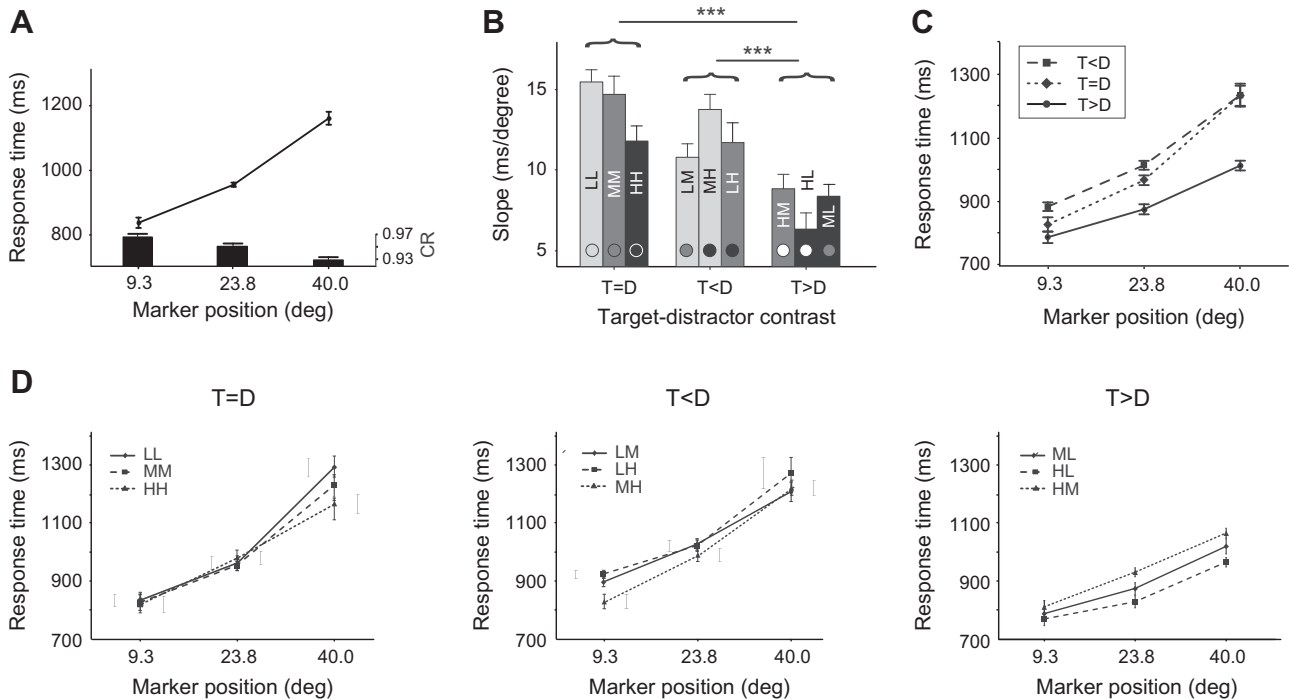 A
Response time (ms)
1200
1000
800
0.97
0.93
CR
9.3 23.8 40.0
Marker position (deg)
B
***
***
Slope (ms/degree)
15
10
5
LL MM HH LM MH LH HM HL ML
T=D T<D T>D
Target-distractor contrast
C
Response time (ms)
1300
1100
900
700
T<D
T=D
T>D
9.3 23.8 40.0
Marker position (deg)
D
T=D
Response time (ms)
1300
1100
900
700
LL
MM
HH
9.3 23.8 40.0
Marker position (deg)
T<D
Response time (ms)
1300
1100
900
700
LM
LH
MH
9.3 23.8 40.0
Marker position (deg)
T>D
Response time (ms)
1300
1100
900
700
ML
HL
HM
9.3 23.8 40.0
Marker position (deg)